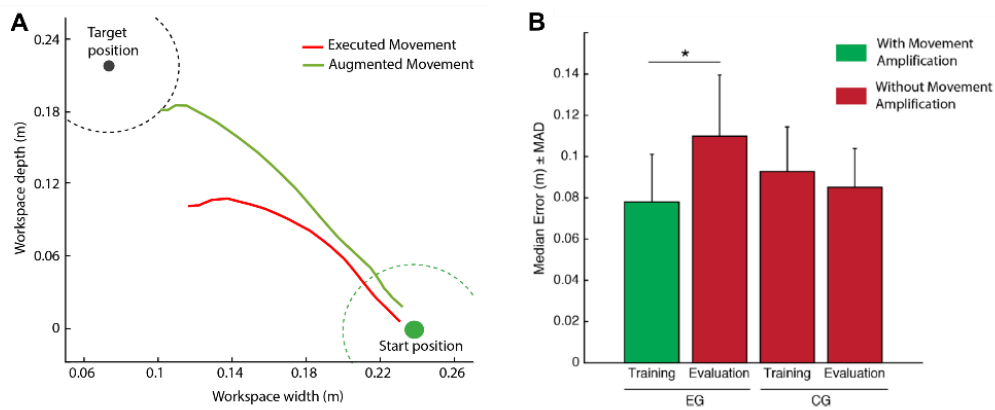 A
Target
position
Executed Movement
Augmented Movement
Workspace depth (m)
0.24
0.18
0.12
0.06
0
Start position
0.06
0.1
0.14
0.18
0.22
0.26
Workspace width (m)
B
With Movement
Amplification
Without Movement
Amplification
*
Median Error (m) ± MAD
0.14
0.12
0.1
0.08
0.06
0.04
0.02
0
Training
Evaluation
Training
Evaluation
EG
CG